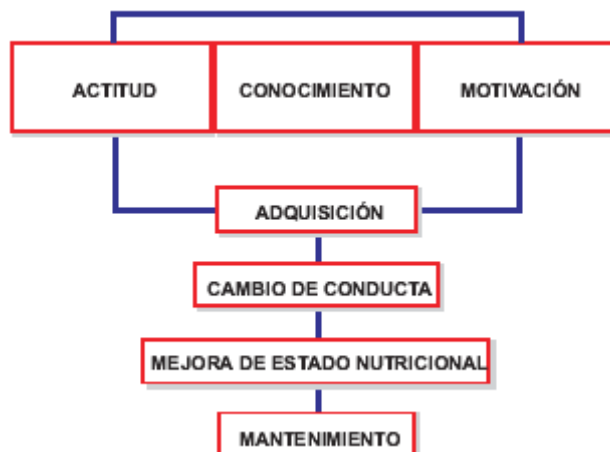 ACTITUD
CONOCIMIENTO
MOTIVACIÓN
ADQUISICIÓN
CAMBIO DE CONDUCTA
MEJORA DE ESTADO NUTRICIONAL
MANTENIMIENTO